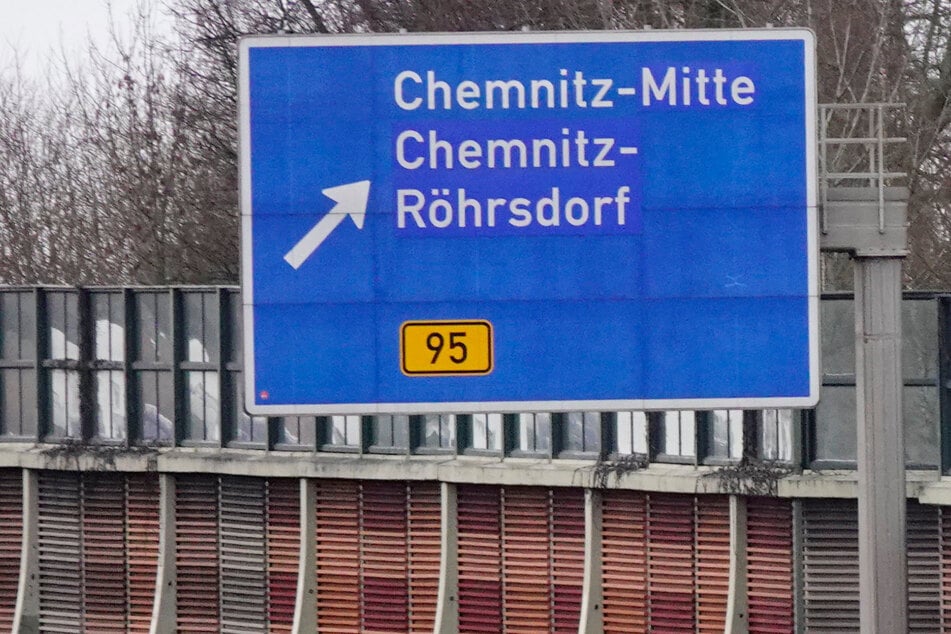 Chemnitz-Mitte
Chemnitz-
Röhrsdorf
95